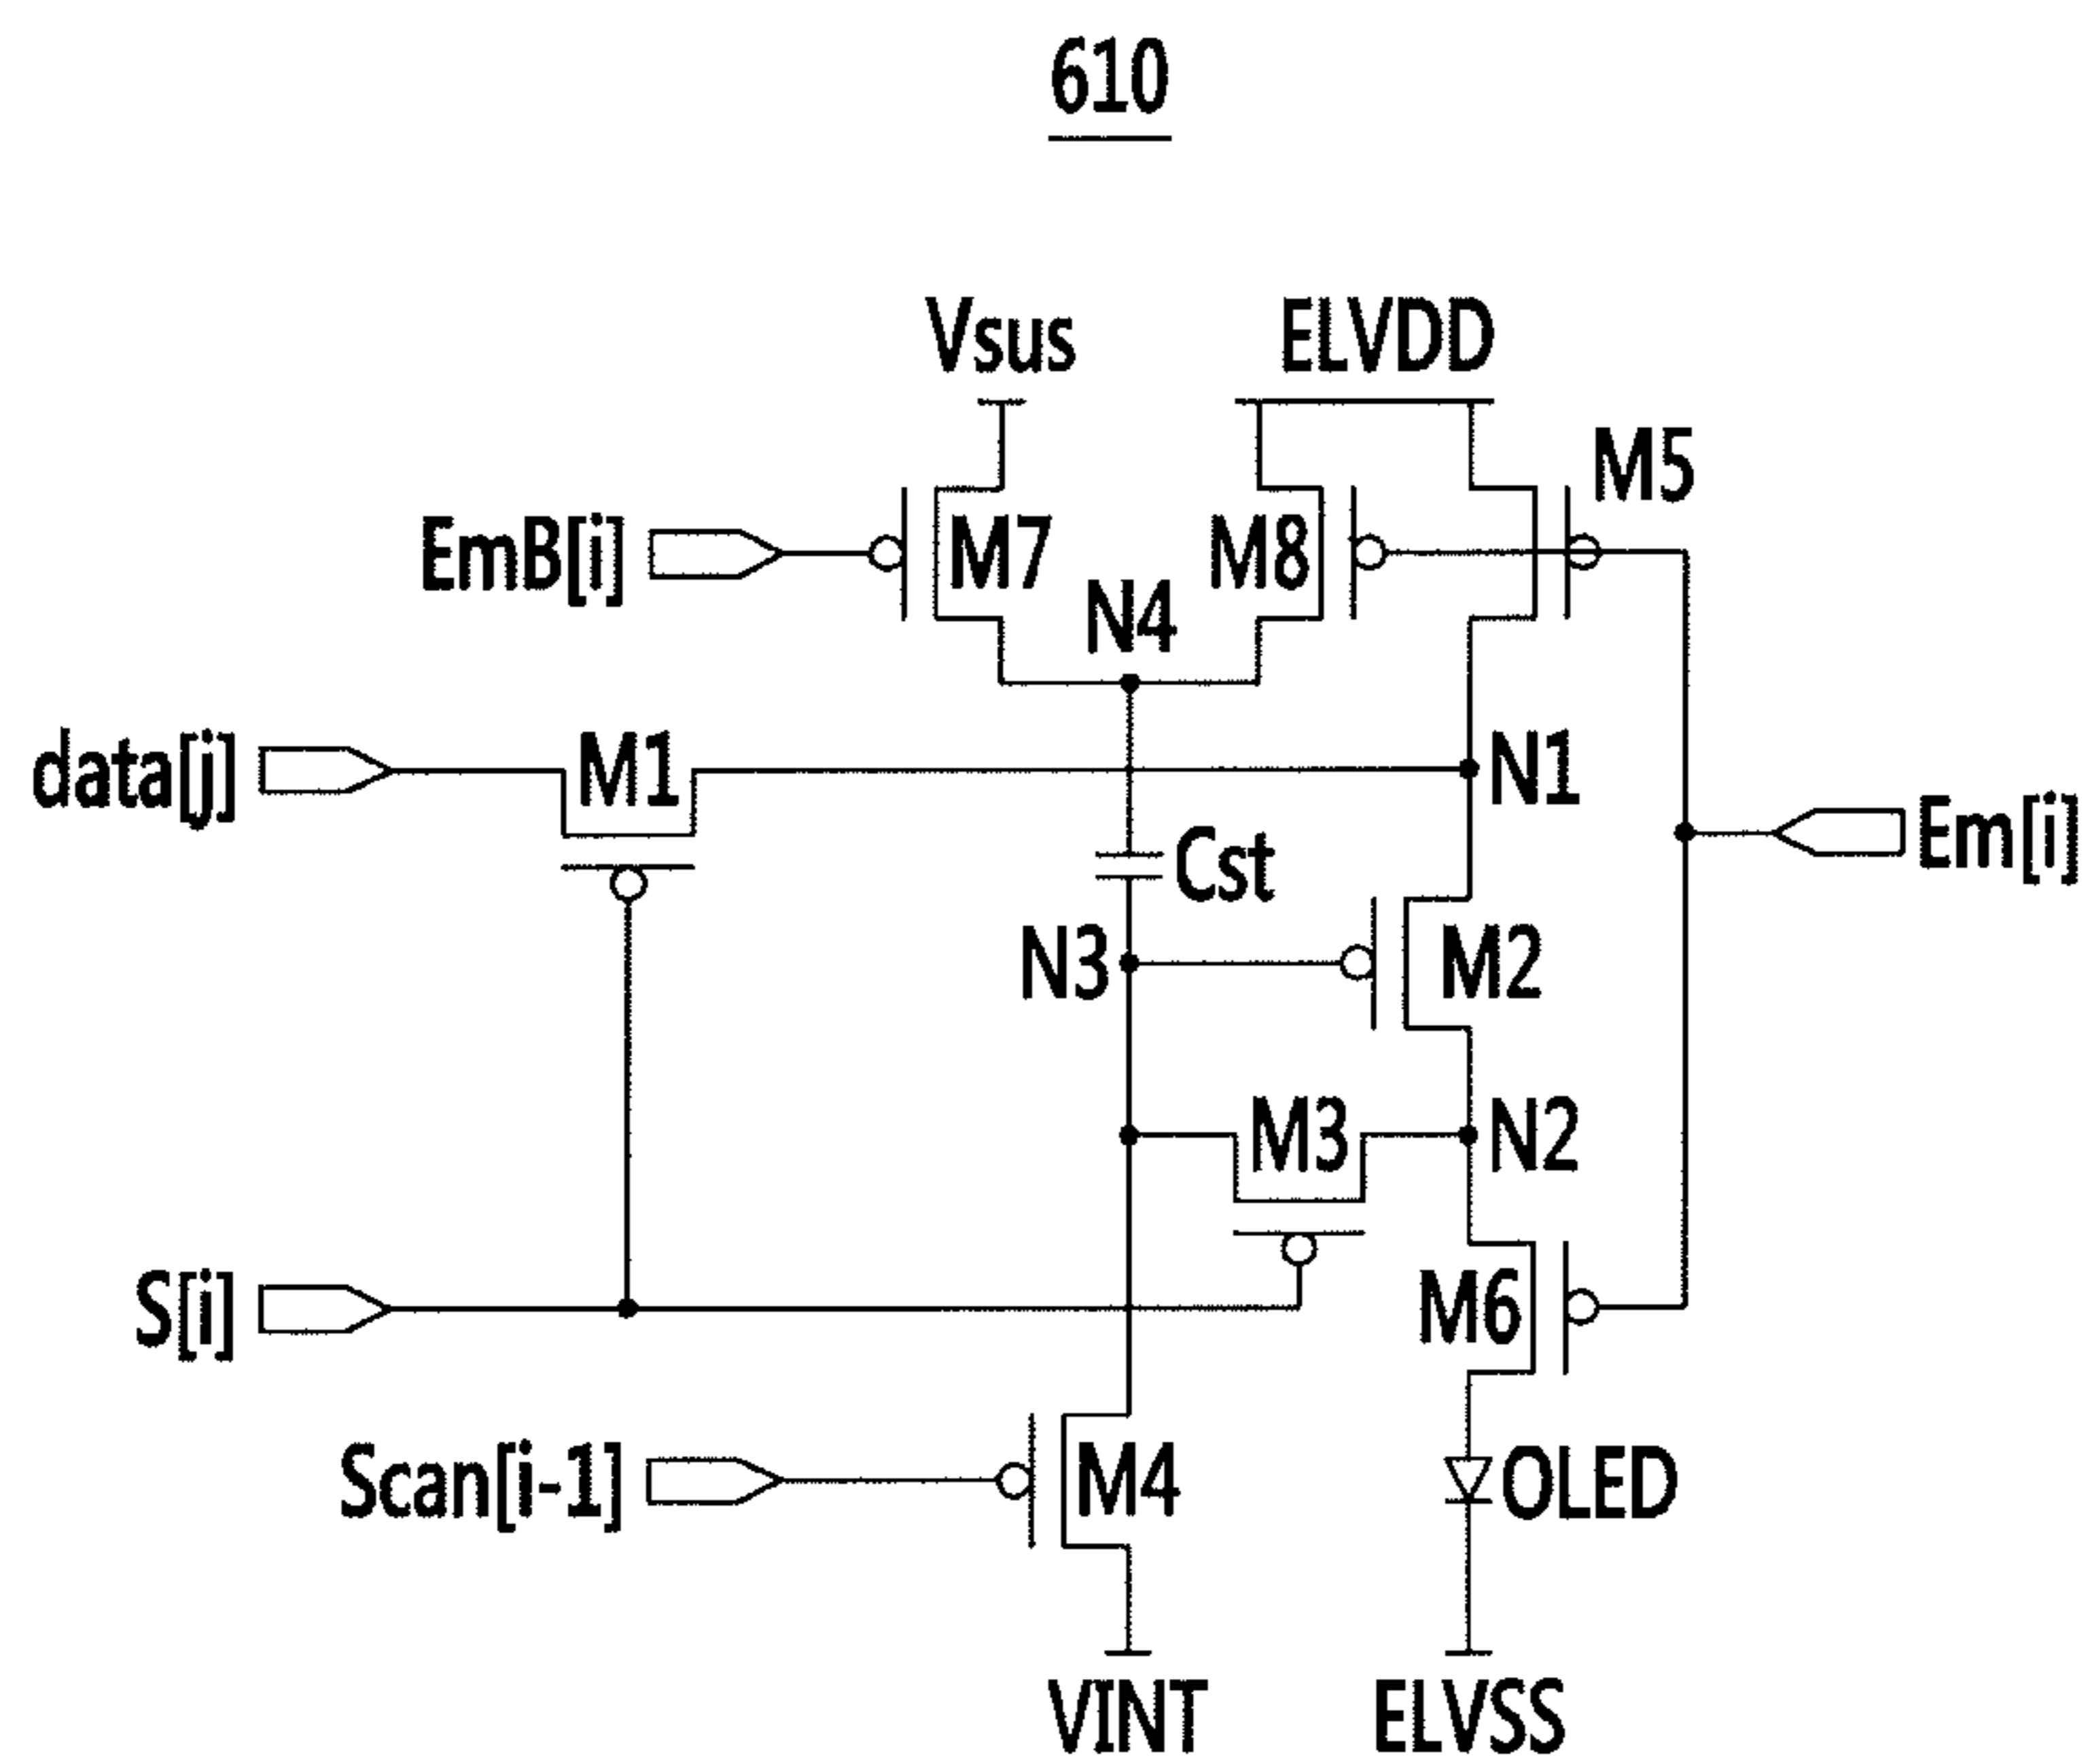 610
Vsus ELVDD
M5
EmB[i] M7 M8
N4
data[j] M1 N1
Em[i]
Cst
N3 M2
M3 N2
S[i] M6
Scan[i-1] M4 OLED
VINT ELVSS